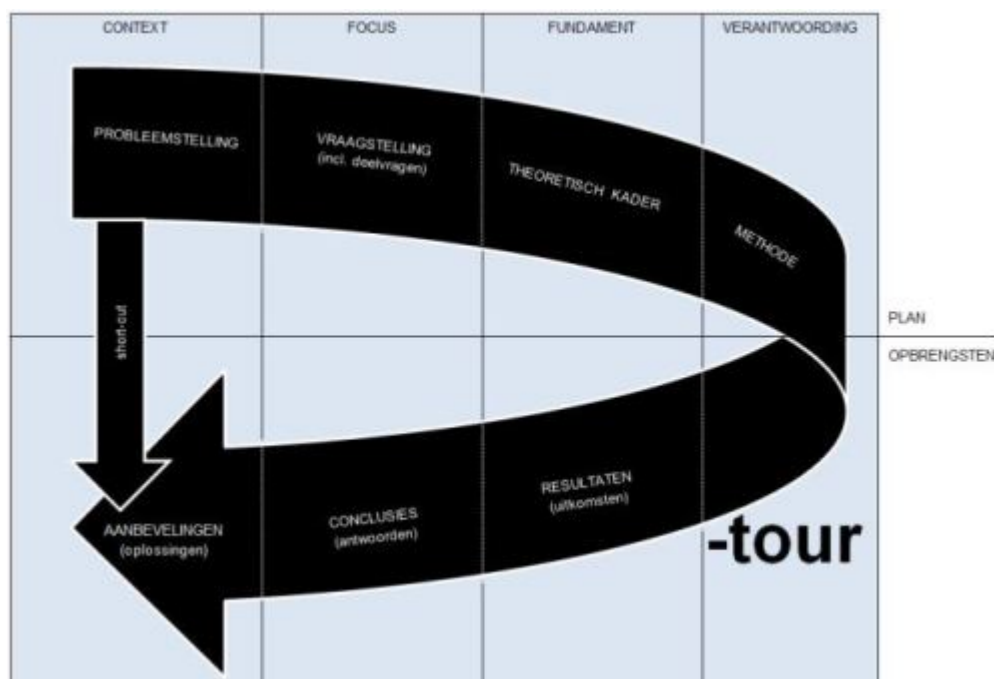 CONTEXT
FOCUS
FUNDAMENT
VERANTWOORDING
PROBLEEMSTELLING
VRAAGSTELLING
(incl. deelvragen)
THEORETISCH KADER
METHODE
short-cut
PLAN
OPBRENGSTEN
RESULTATEN
(uitkomsten)
CONCLUSIES
(antwoorden)
AANBEVELINGEN
(oplossingen)
-tour